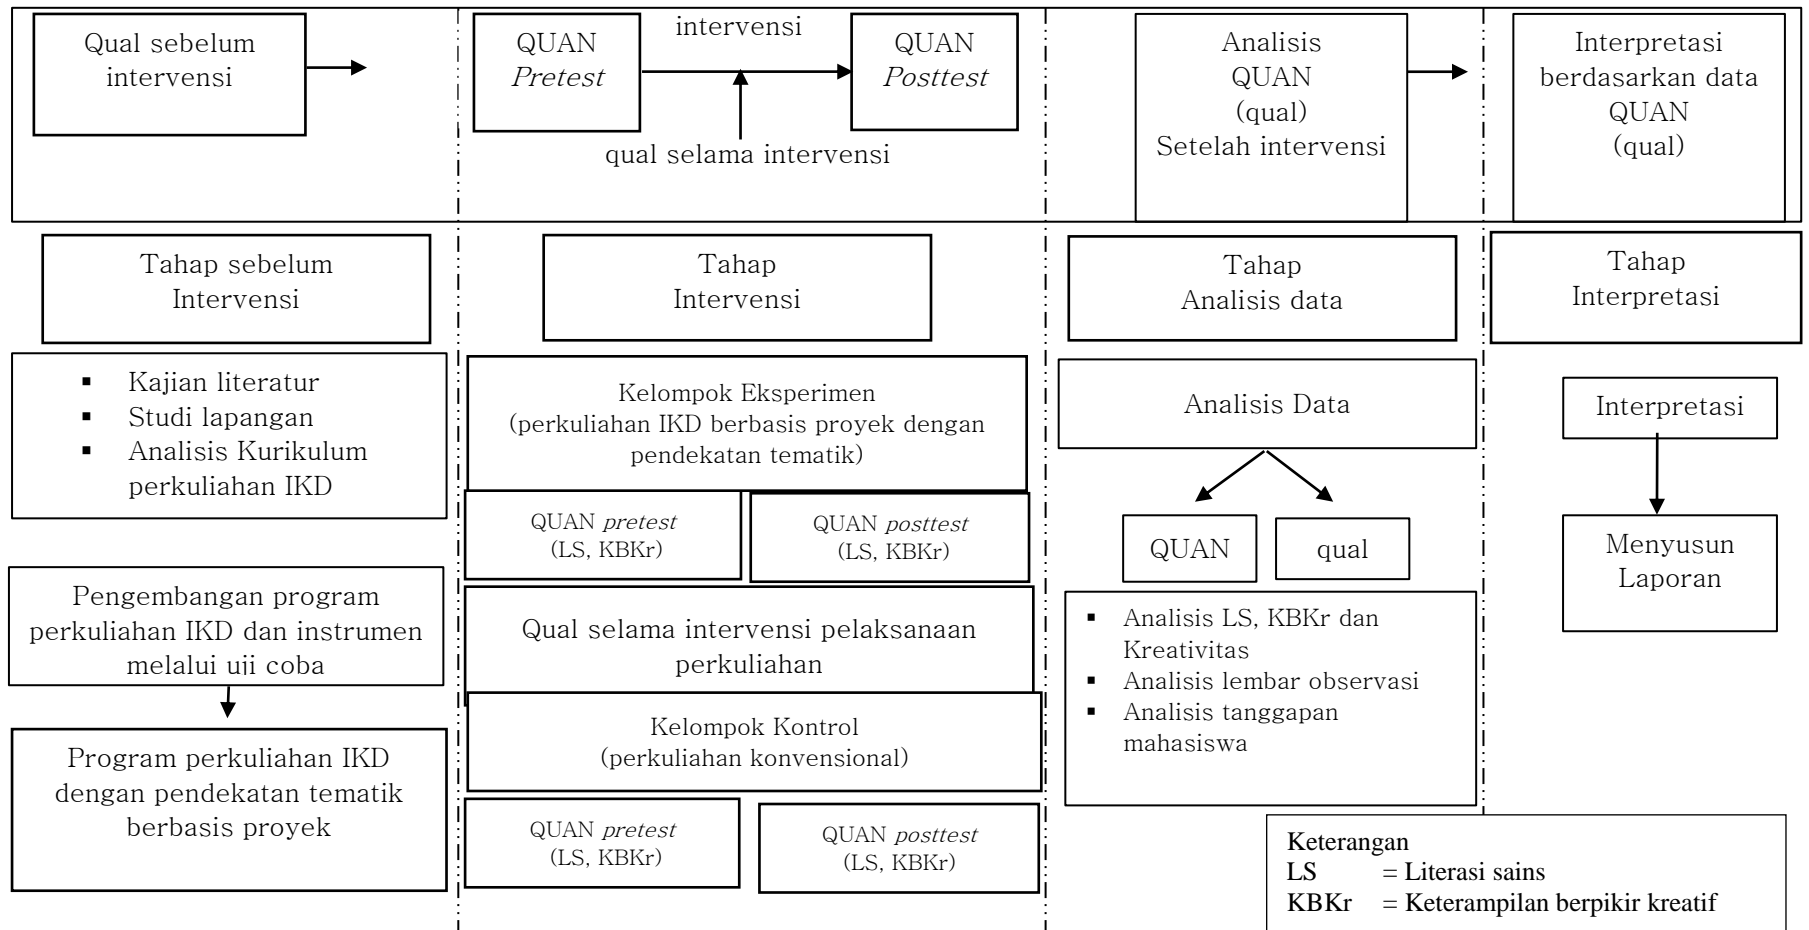 Qual sebelum
intervensi
QUAN
Pretest
intervensi
QUAN
Posttest
qual selama intervensi
Analisis
QUAN
(qual)
Setelah intervensi
Interpretasi
berdasarkan data
QUAN
(qual)
Tahap sebelum
Intervensi
Tahap
Intervensi
Tahap
Analisis data
Tahap
Interpretasi
▪ Kajian literatur
▪ Studi lapangan
▪ Analisis Kurikulum
perkuliahan IKD
Pengembangan program
perkuliahan IKD dan instrumen
melalui uji coba
Program perkuliahan IKD
dengan pendekatan tematik
berbasis proyek
Kelompok Eksperimen
(perkuliahan IKD berbasis proyek dengan
pendekatan tematik)
QUAN pretest
(LS, KBKr)
QUAN posttest
(LS, KBKr)
Qual selama intervensi pelaksanaan
perkuliahan
Kelompok Kontrol
(perkuliahan konvensional)
QUAN pretest
(LS, KBKr)
QUAN posttest
(LS, KBKr)
Analisis Data
QUAN
qual
▪ Analisis LS, KBKr dan
Kreativitas
▪ Analisis lembar observasi
▪ Analisis tanggapan
mahasiswa
Interpretasi
Menyusun
Laporan
Keterangan
LS = Literasi sains
KBKr = Keterampilan berpikir kreatif